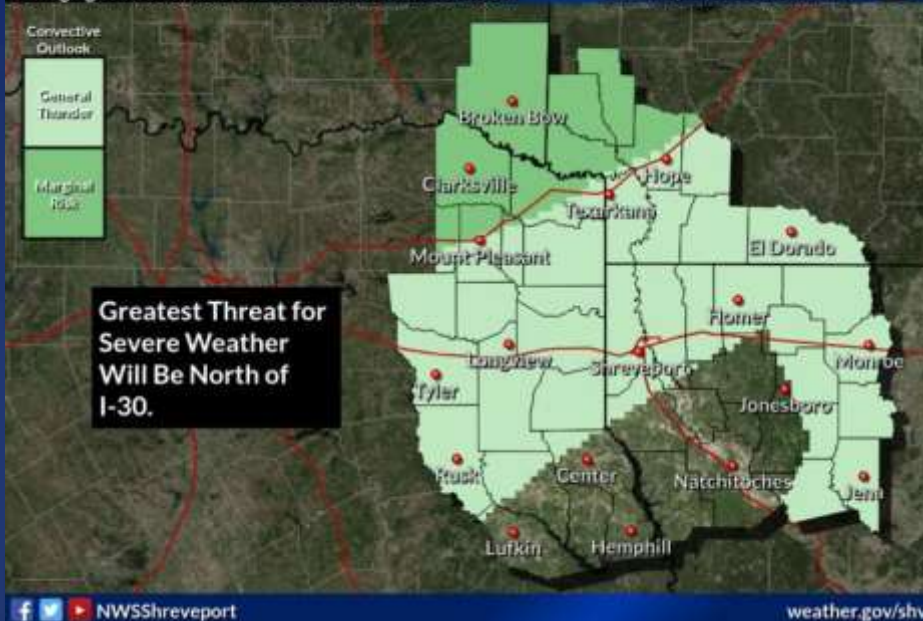 Convective
Outlook
General
Thunder
Marginal
Risk
Broken Bow
Clarksville
Hope
Texarkana
Mount Pleasant
El Dorado
Homer
Greatest Threat for
Severe Weather
Will Be North of
I-30.
Longview
Shreveport
Monroe
Tyler
Jonesboro
Rusk
Center
Natchitoches
Jena
Lufkin
Hemphill
NWSShreveport
weather.gov/shv